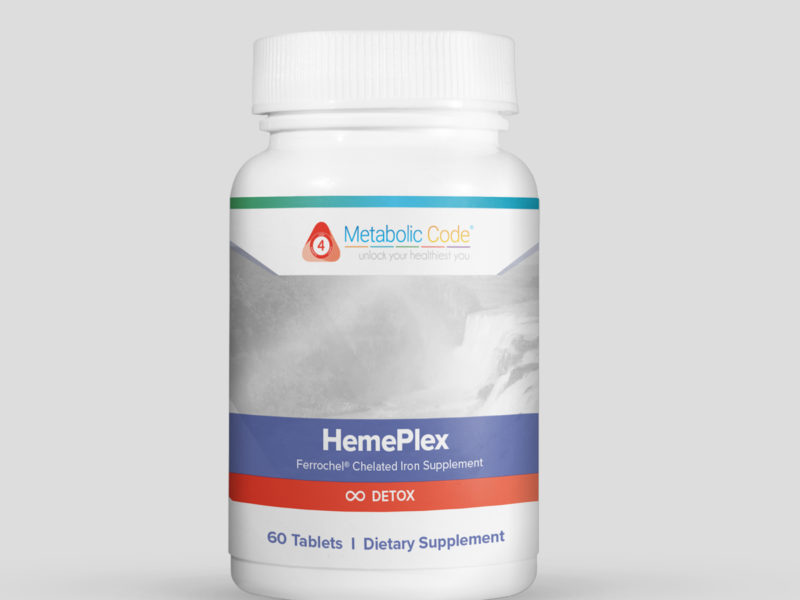 4
Metabolic Code®
unlock your healthiest you
HemePlex
Ferrochel® Chelated Iron Supplement
∞ DETOX
60 Tablets | Dietary Supplement